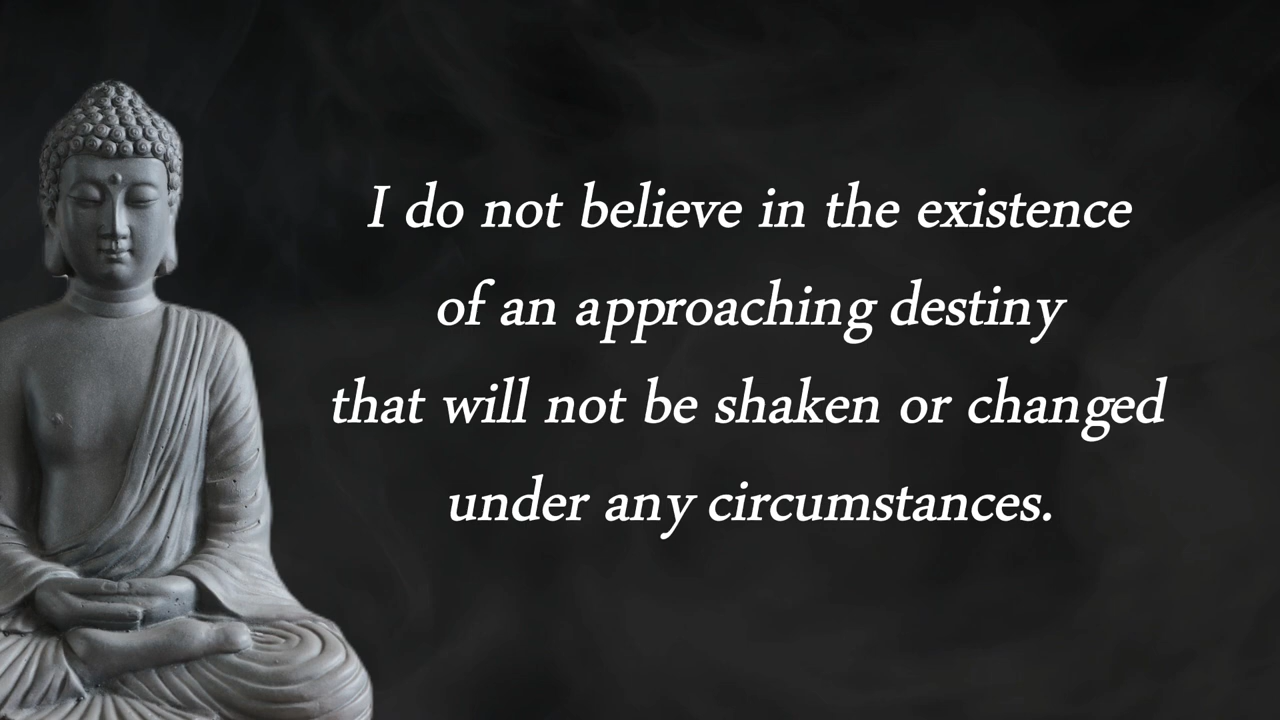 I do not believe in the existence
of an approaching destiny
that will not be shaken or changed
under any circumstances.